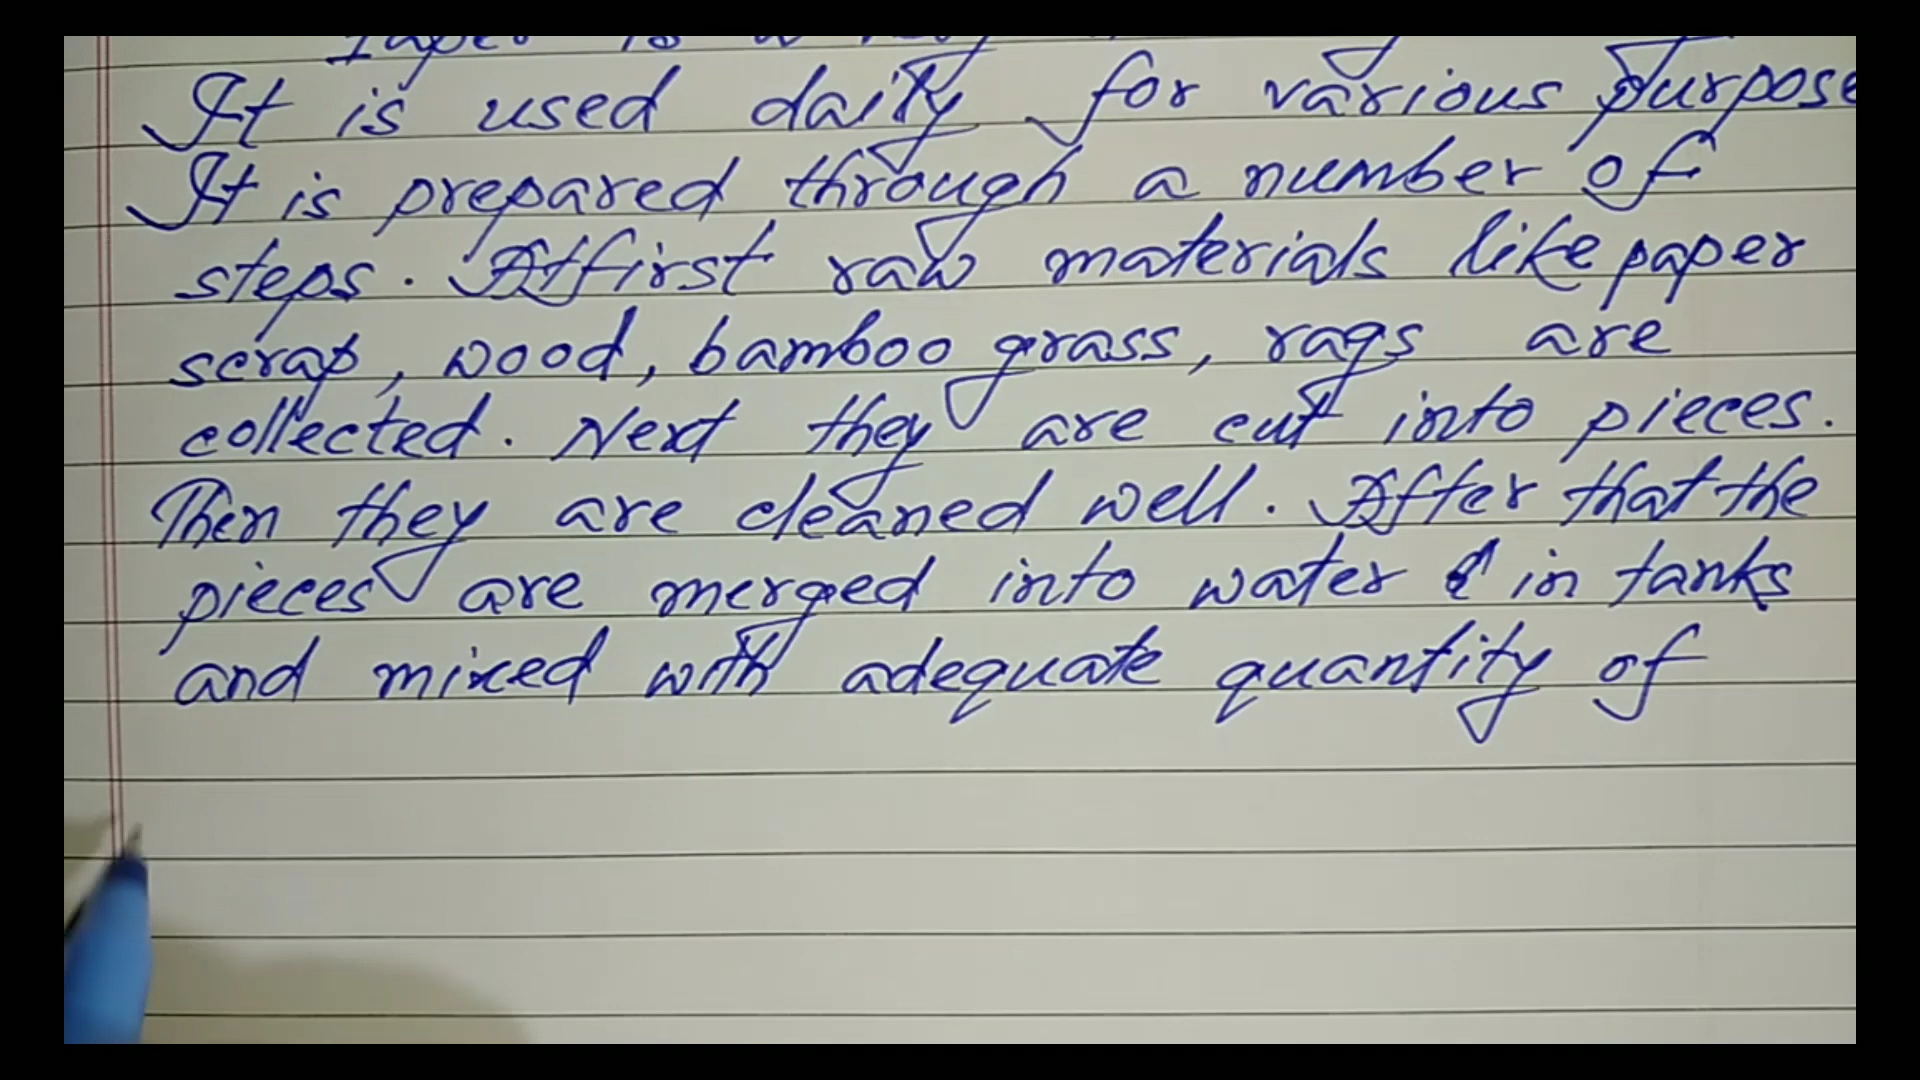 Paper is a
It is used daily for various purpose
It is prepared through a number of
steps. At first raw materials like paper
scrap, wood, bamboo grass, rags are
collected. Next they are cut into pieces.
Then they are cleaned well. After that the
pieces are merged into water in tanks
and mixed with adequate quantity of